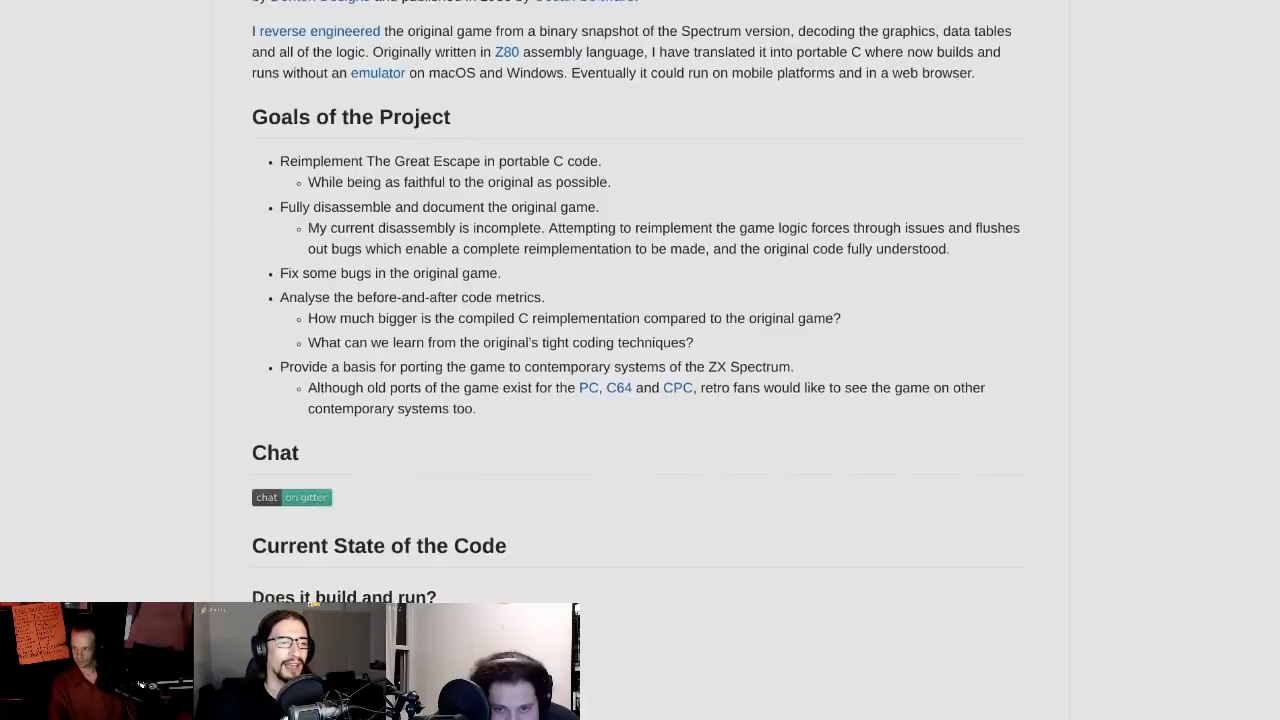 I reverse engineered the original game from a binary snapshot of the Spectrum version, decoding the graphics, data tables
and all of the logic. Originally written in Z80 assembly language, I have translated it into portable C where now builds and
runs without an emulator on macOS and Windows. Eventually it could run on mobile platforms and in a web browser.
Goals of the Project
Reimplement The Great Escape in portable C code.
While being as faithful to the original as possible.
Fully disassemble and document the original game.
My current disassembly is incomplete. Attempting to reimplement the game logic forces through issues and flushes
out bugs which enable a complete reimplementation to be made, and the original code fully understood.
Fix some bugs in the original game.
Analyse the before-and-after code metrics.
How much bigger is the compiled C reimplementation compared to the original game?
What can we learn from the original’s tight coding techniques?
Provide a basis for porting the game to contemporary systems of the ZX Spectrum.
Although old ports of the game exist for the PC, C64 and CPC, retro fans would like to see the game on other
contemporary systems too.
Chat
chat on gitter
Current State of the Code
Does it build and run?